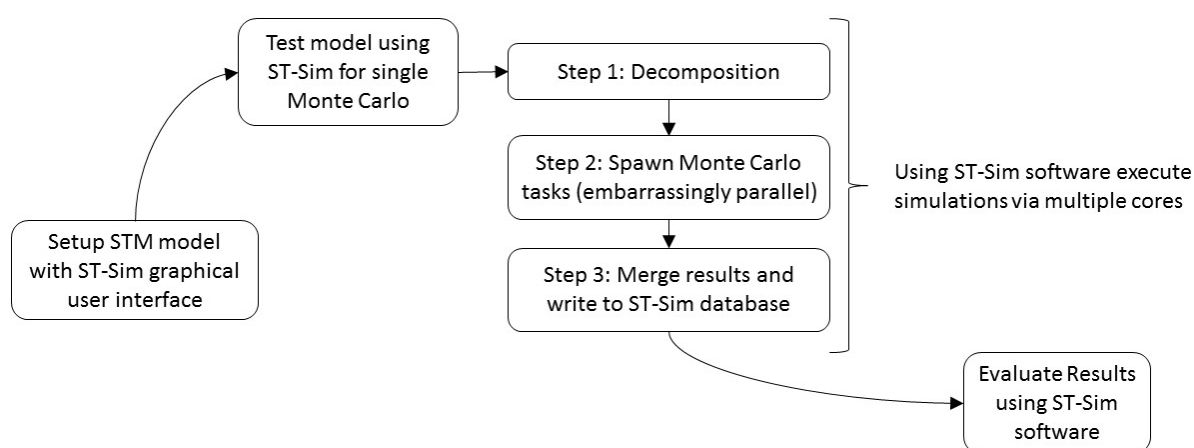 Test model using
ST-Sim for single
Monte Carlo
Step 1: Decomposition
Step 2: Spawn Monte Carlo
tasks (embarrassingly parallel)
Using ST-Sim software execute
simulations via multiple cores
Setup STM model
with ST-Sim graphical
user interface
Step 3: Merge results and
write to ST-Sim database
Evaluate Results
using ST-Sim
software